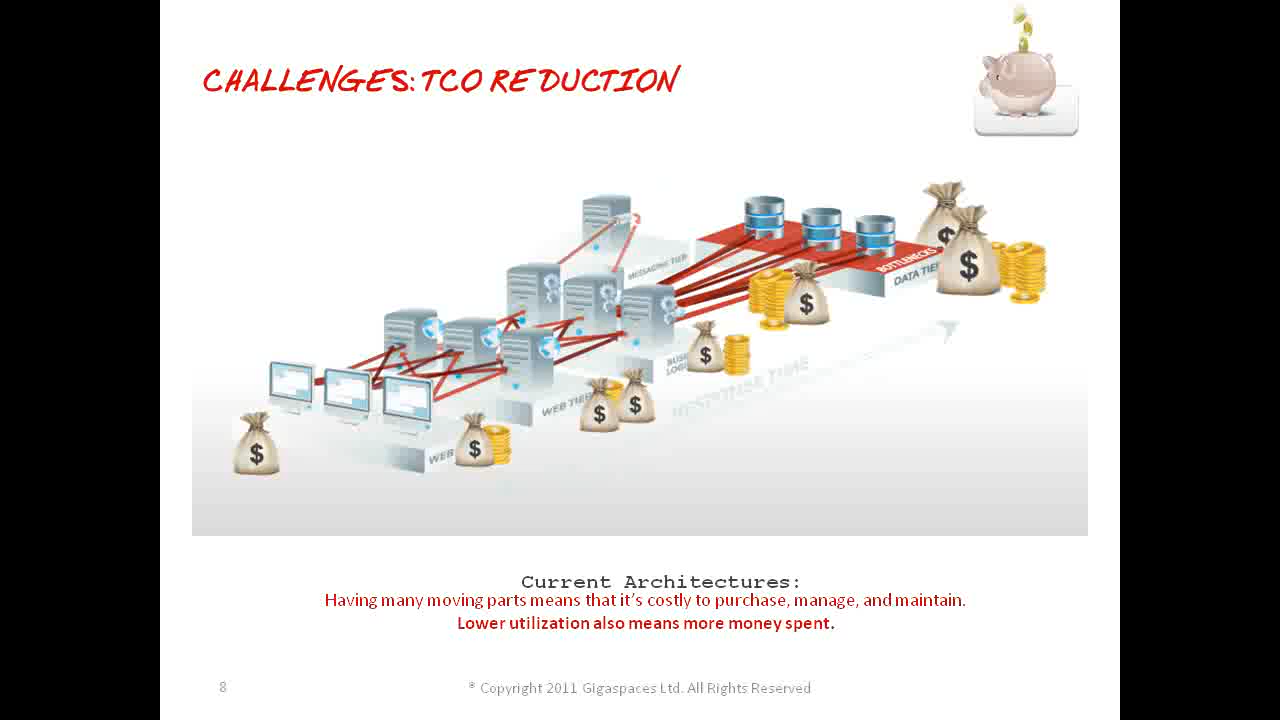 CHALLENGES: TCO REDUCTION
MESSAGING TIER
BOTTLENECKS
DATA TIER
$
$
$
$
RESPONSE TIME
WEB TIER
$
$
$
WEB
$
Current Architectures:
Having many moving parts means that it’s costly to purchase, manage, and maintain.
Lower utilization also means more money spent.
8
® Copyright 2011 Gigaspaces Ltd. All Rights Reserved